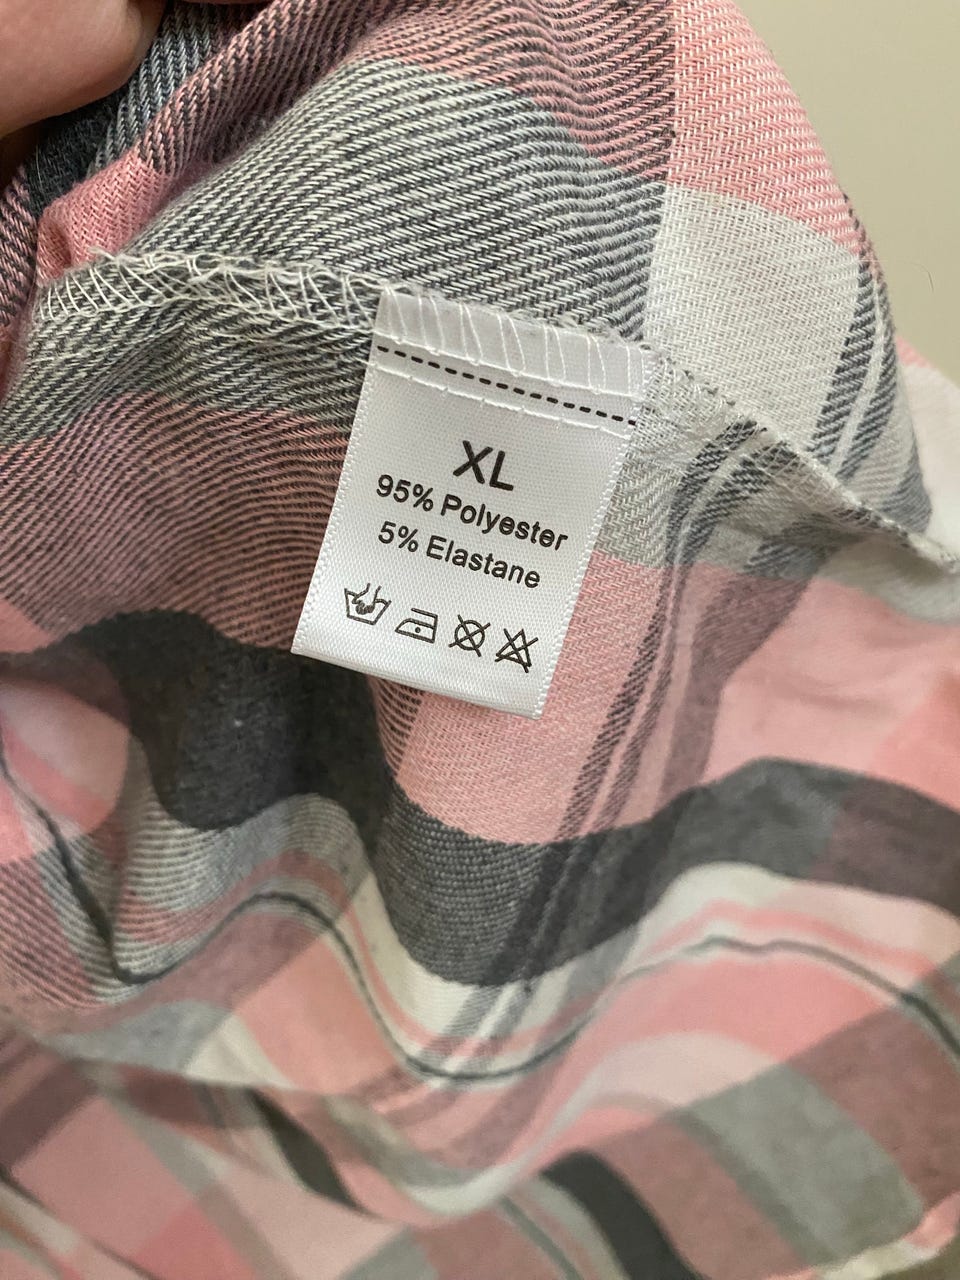 XL
95% Polyester
5% Elastane